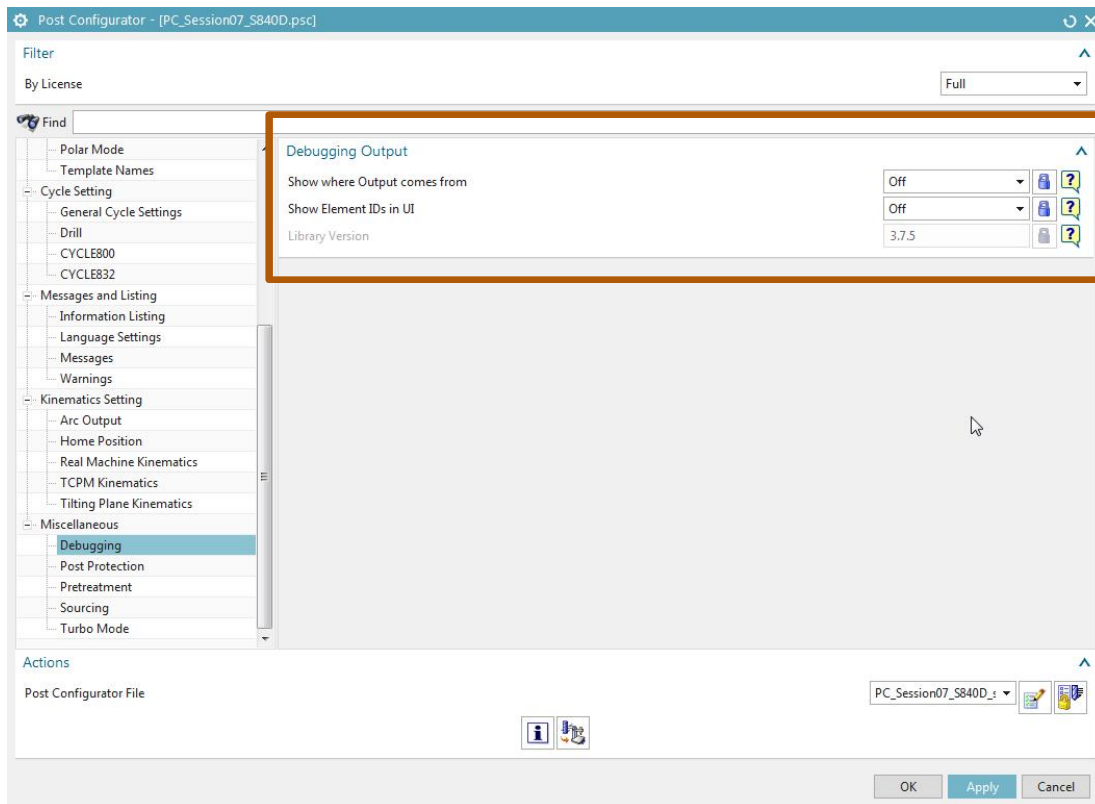 Post Configurator - [PC_Session07_S840D.psc]
Filter
By License
Full
Find
Polar Mode
Template Names
Cycle Setting
General Cycle Settings
Drill
CYCLE800
CYCLE832
Messages and Listing
Information Listing
Language Settings
Messages
Warnings
Kinematics Setting
Arc Output
Home Position
Real Machine Kinematics
TCPM Kinematics
Tilting Plane Kinematics
Miscellaneous
Debugging
Post Protection
Pretreatment
Sourcing
Turbo Mode
Debugging Output
Show where Output comes from
Off
Show Element IDs in UI
Off
Library Version
3.7.5
Actions
Post Configurator File
PC_Session07_S840D_s
OK
Apply
Cancel